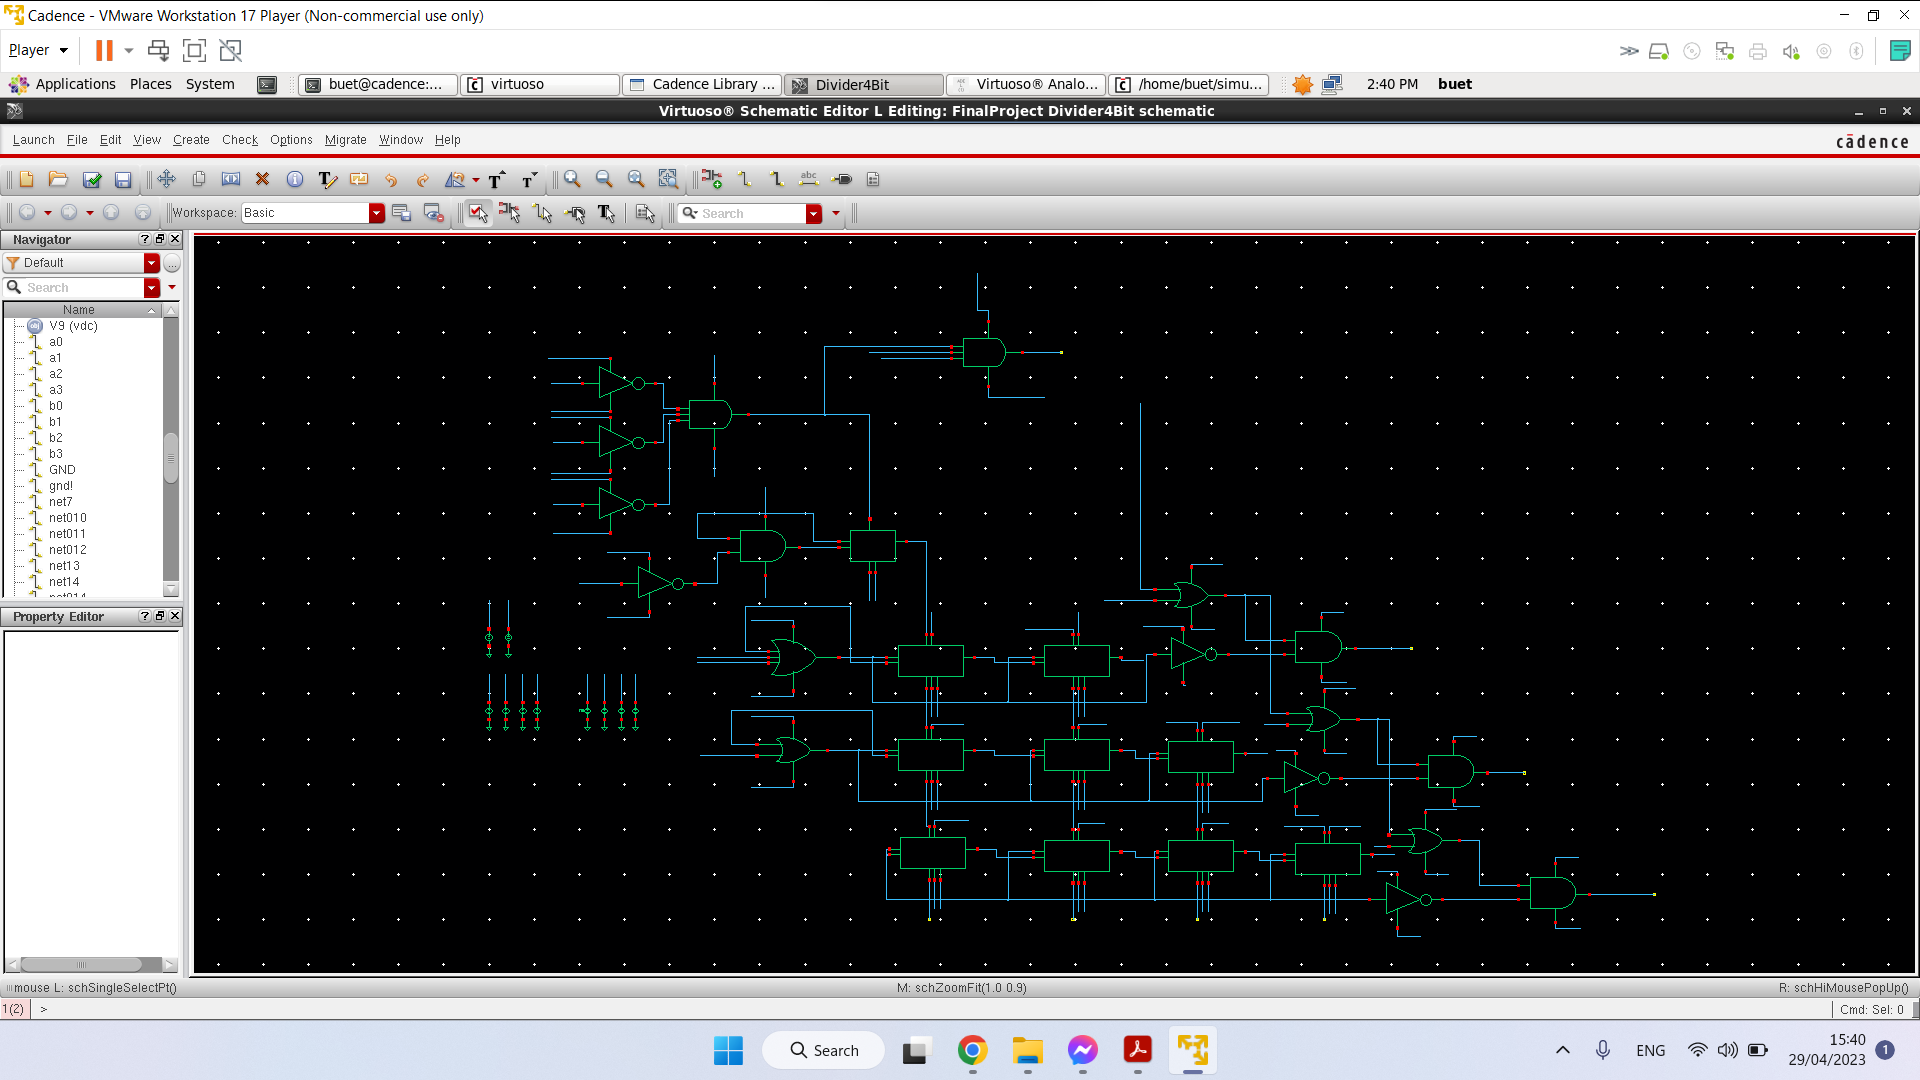 Cadence - VMware Workstation 17 Player (Non-commercial use only)
Player
Applications Places System buet@cadence:... virtuoso Cadence Library ... Divider4Bit Virtuoso® Analo... /home/buet/simu... 2:40 PM buet
Virtuoso® Schematic Editor L Editing: FinalProject Divider4Bit schematic
Launch File Edit View Create Check Options Migrate Window Help
cādence
abc
Workspace: Basic Search
Navigator
Default
Search
Name
V9 (vdc)
a0
a1
a2
a3
b0
b1
b2
b3
GND
gnd!
net7
net010
net011
net012
net13
net14
Property Editor
mouse L: schSingleSelectPt() M: schZoomFit(1.0 0.9) R: schHiMousePopUp()
1(2) > Cmd: Sel: 0
Search
ENG
15:40
29/04/2023
1